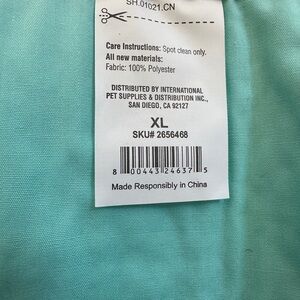 SH.01021.CN
Care Instructions: Spot clean only.
All new materials:
Fabric: 100% Polyester
DISTRIBUTED BY INTERNATIONAL
PET SUPPLIES & DISTRIBUTION INC.,
SAN DIEGO, CA 92127
XL
SKU# 2656468
8 00443 24637 5
Made Responsibly in China